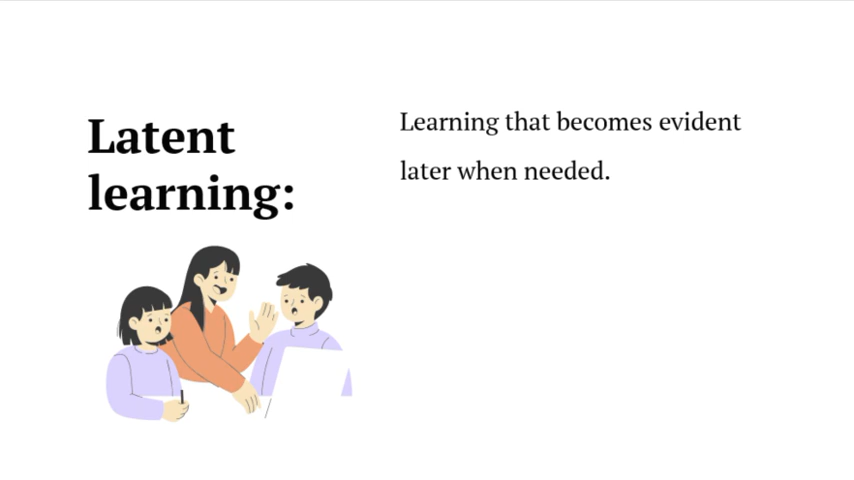 Latent
learning:
Learning that becomes evident
later when needed.